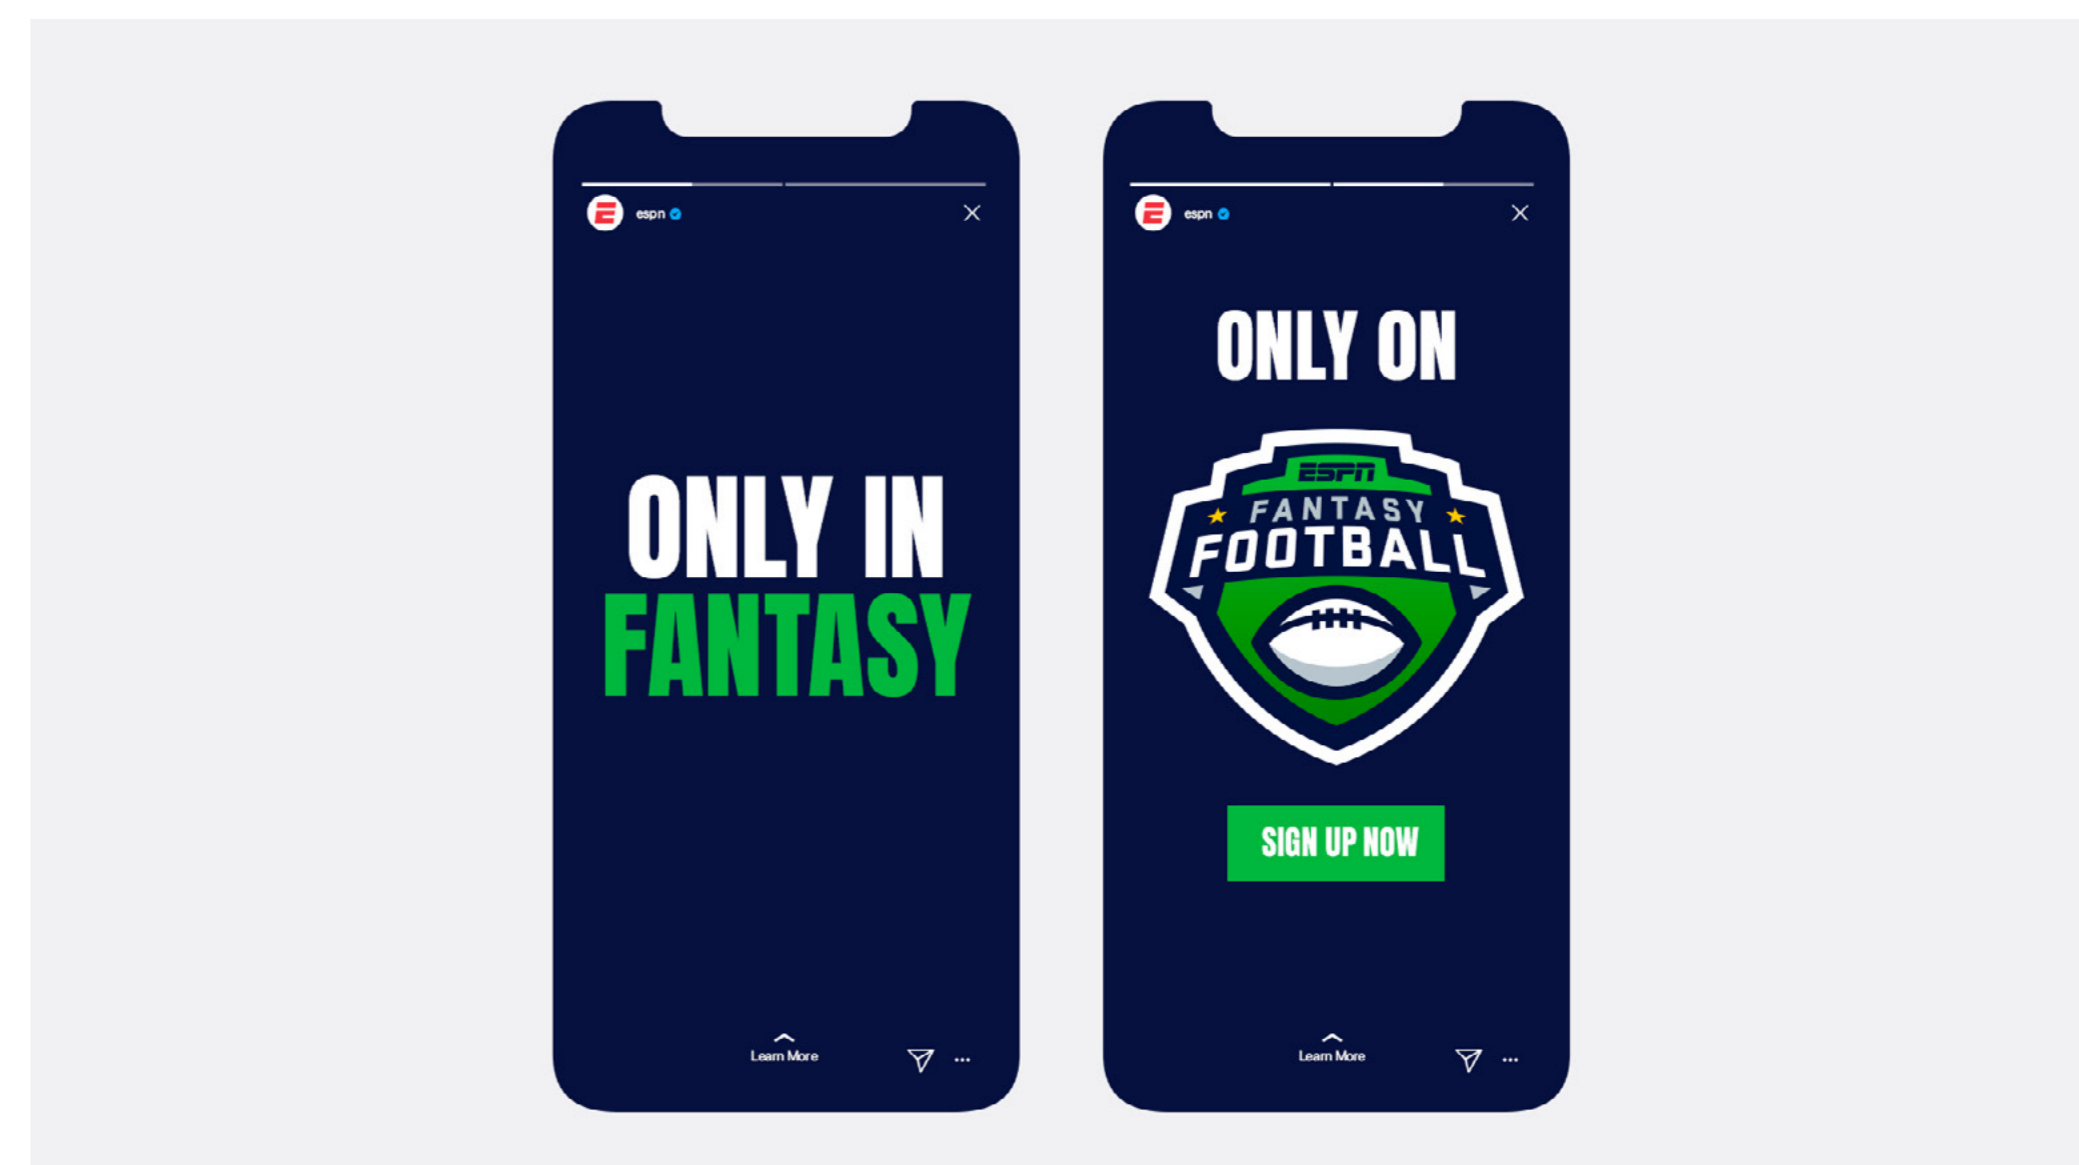 espn
ONLY IN
FANTASY
Learn More
espn
ONLY ON
ESPN
FANTASY
FOOTBALL
SIGN UP NOW
Learn More